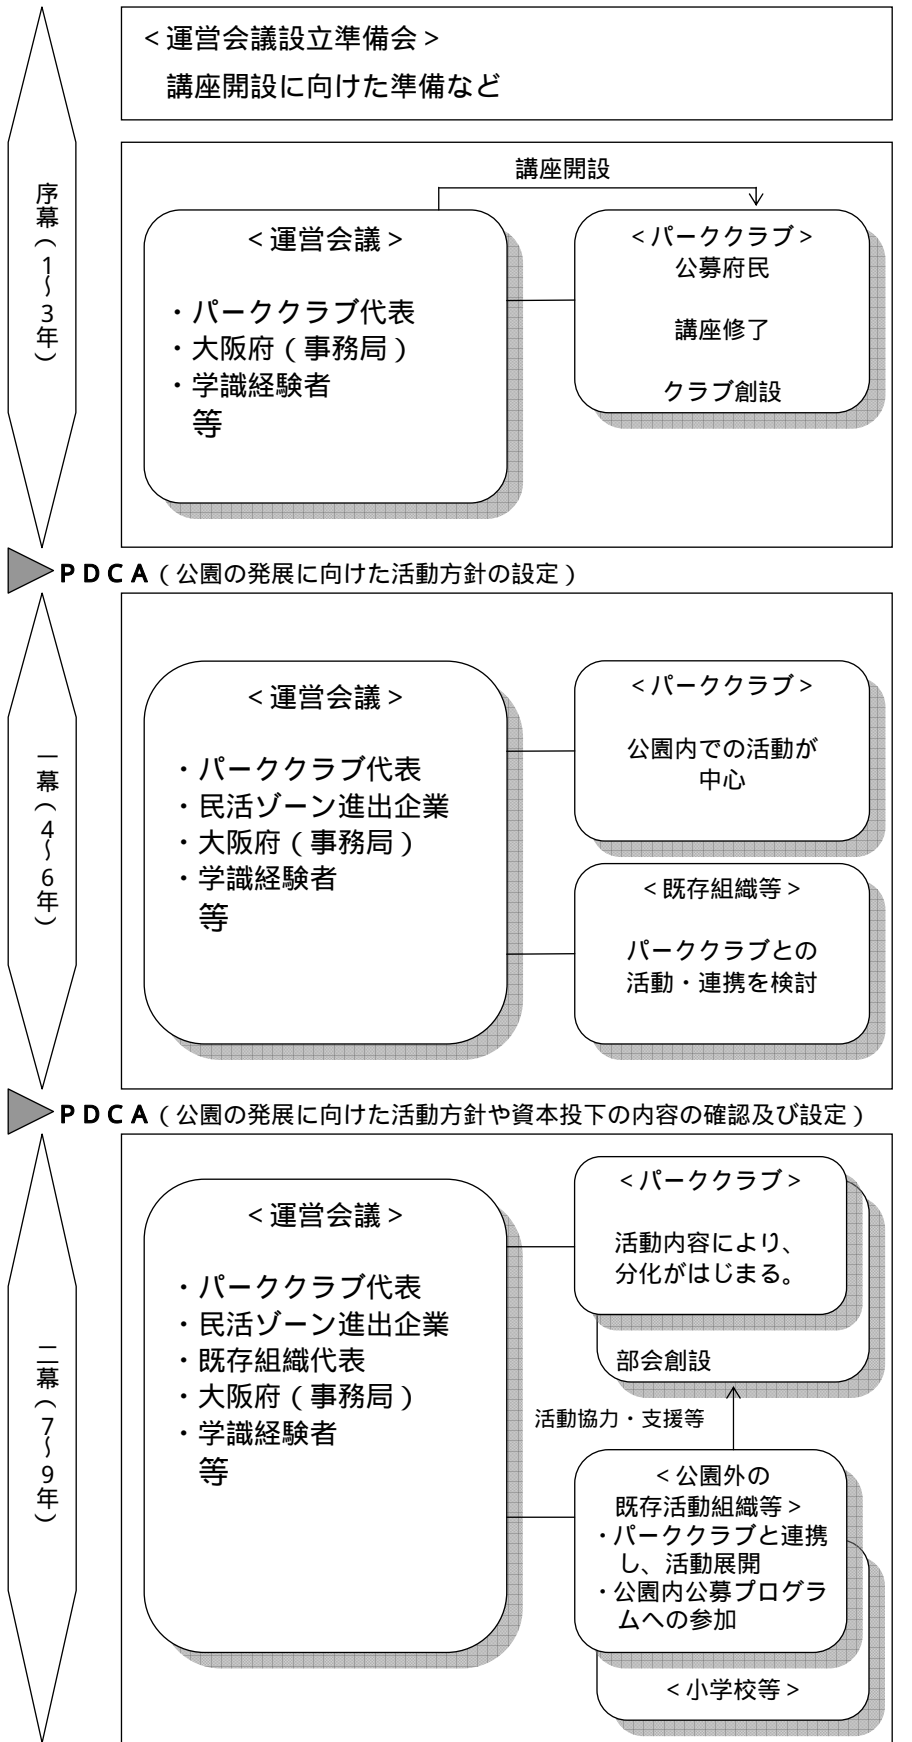 <運営会議設立準備会>
講座開設に向けた準備など
序幕(1~3年)
講座開設
<運営会議>
・パーククラブ代表
・大阪府(事務局)
・学識経験者
等
<パーククラブ>
公募府民
講座修了
クラブ創設
PDCA(公園の発展に向けた活動方針の設定)
一幕(4~6年)
<運営会議>
・パーククラブ代表
・民活ゾーン進出企業
・大阪府(事務局)
・学識経験者
等
<パーククラブ>
公園内での活動が
中心
<既存組織等>
パーククラブとの
活動・連携を検討
PDCA(公園の発展に向けた活動方針や資本投下の内容の確認及び設定)
二幕(7~9年)
<運営会議>
・パーククラブ代表
・民活ゾーン進出企業
・既存組織代表
・大阪府(事務局)
・学識経験者
等
<パーククラブ>
活動内容により、
分化がはじまる。
部会創設
活動協力・支援等
<公園外の
既存活動組織等>
・パーククラブと連携
し、活動展開
・公園内公募プログラ
ムへの参加
<小学校等>